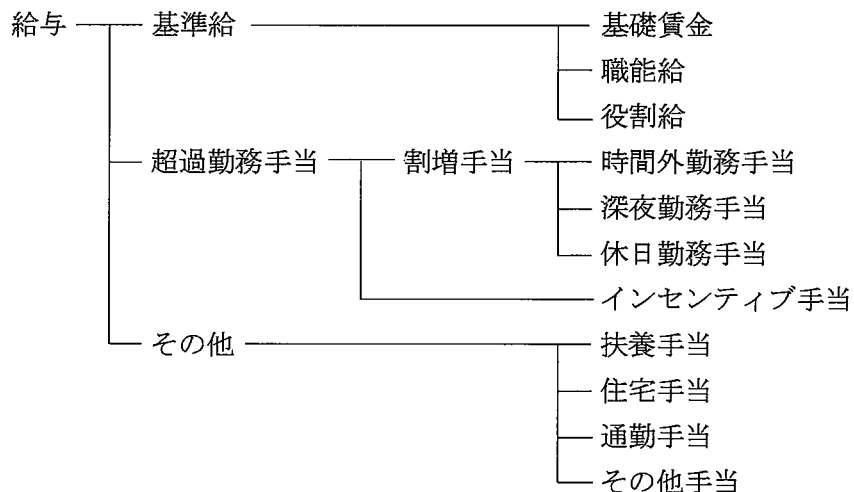 給与 基準給 基礎賃金
職能給
役割給
超過勤務手当 割増手当 時間外勤務手当
深夜勤務手当
休日勤務手当
インセンティブ手当
その他 扶養手当
住宅手当
通勤手当
その他手当